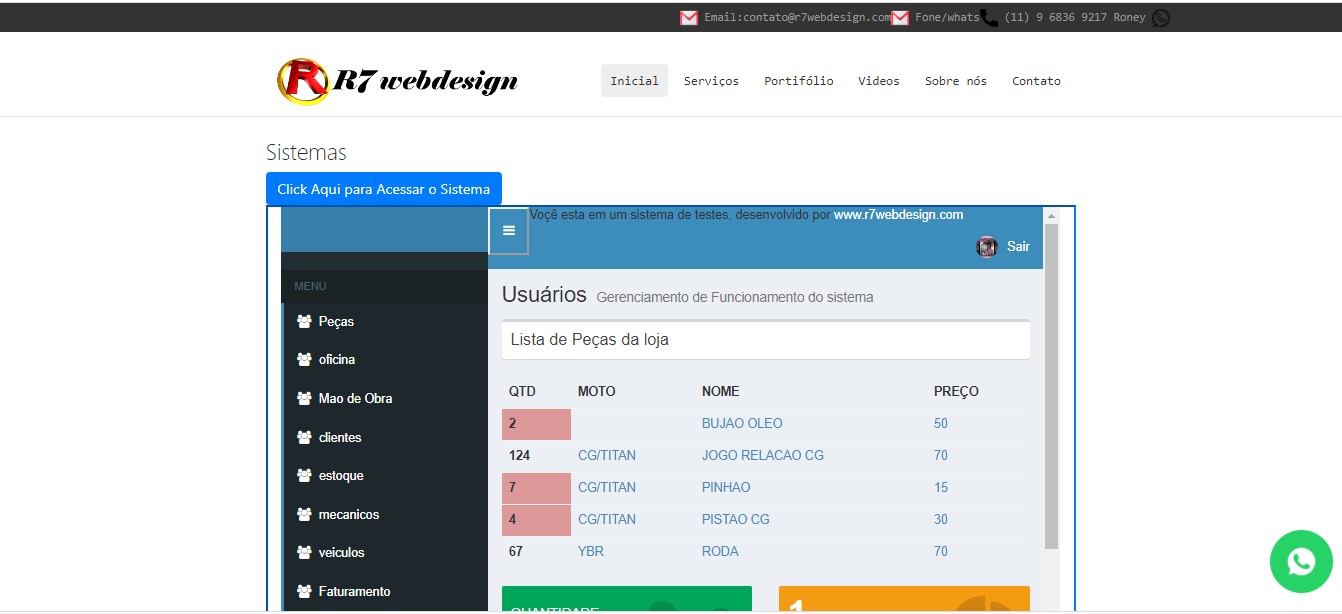 Email:contato@r7webdesign.com Fone/whats (11) 9 6836 9217 Roney
R R7 webdesign
Inicial Serviços Portifólio Videos Sobre nós Contato
Sistemas
Click Aqui para Acessar o Sistema
Voçê esta em um sistema de testes, desenvolvido por www.r7webdesign.com
Sair
MENU
Peças
oficina
Mao de Obra
clientes
estoque
mecanicos
veiculos
Faturamento
Usuários Gerenciamento de Funcionamento do sistema
Lista de Peças da loja
QTD MOTO NOME PREÇO
2 BUJAO OLEO 50
124 CG/TITAN JOGO RELACAO CG 70
7 CG/TITAN PINHAO 15
4 CG/TITAN PISTAO CG 30
67 YBR RODA 70
QUANTIDADE 1